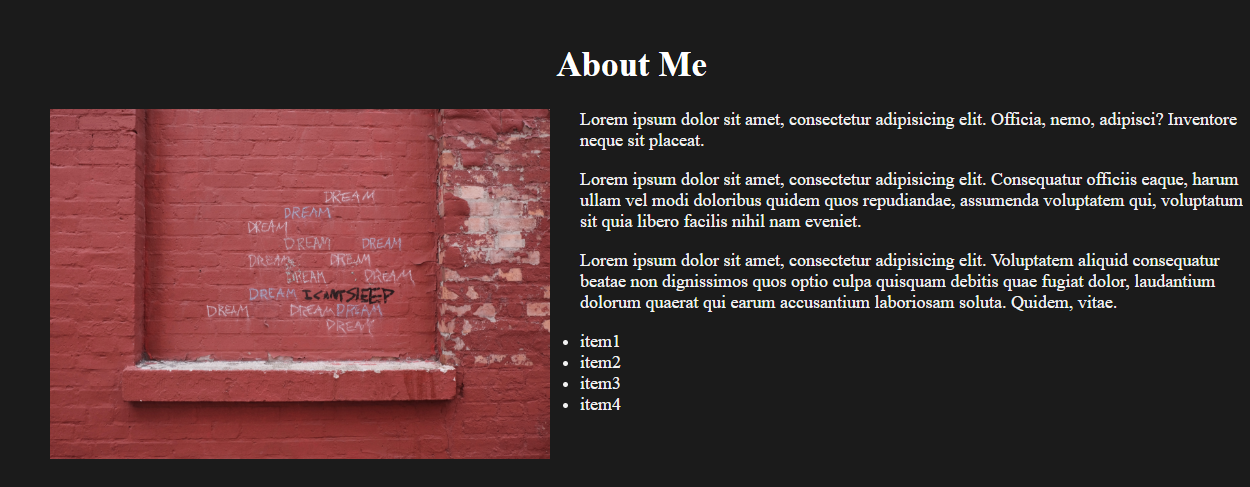 About Me
Lorem ipsum dolor sit amet, consectetur adipisicing elit. Officia, nemo, adipisci? Inventore
neque sit placeat.
Lorem ipsum dolor sit amet, consectetur adipisicing elit. Consequatur officiis eaque, harum
ullam vel modi doloribus quidem quos repudiandae, assumenda voluptatem qui, voluptatum
sit quia libero facilis nihil nam eveniet.
Lorem ipsum dolor sit amet, consectetur adipisicing elit. Voluptatem aliquid consequatur
beatae non dignissimos quos optio culpa quisquam debitis quae fugiat dolor, laudantium
dolorum quaerat qui earum accusantium laboriosam soluta. Quidem, vitae.
item1
item2
item3
item4
DREAM
DREAM
DREAM
DREAM DREAM
DREAM DREAM
DREAM DREAM
DREAM I CANT SLEEP
DREAM DREAM DREAM
DREAM